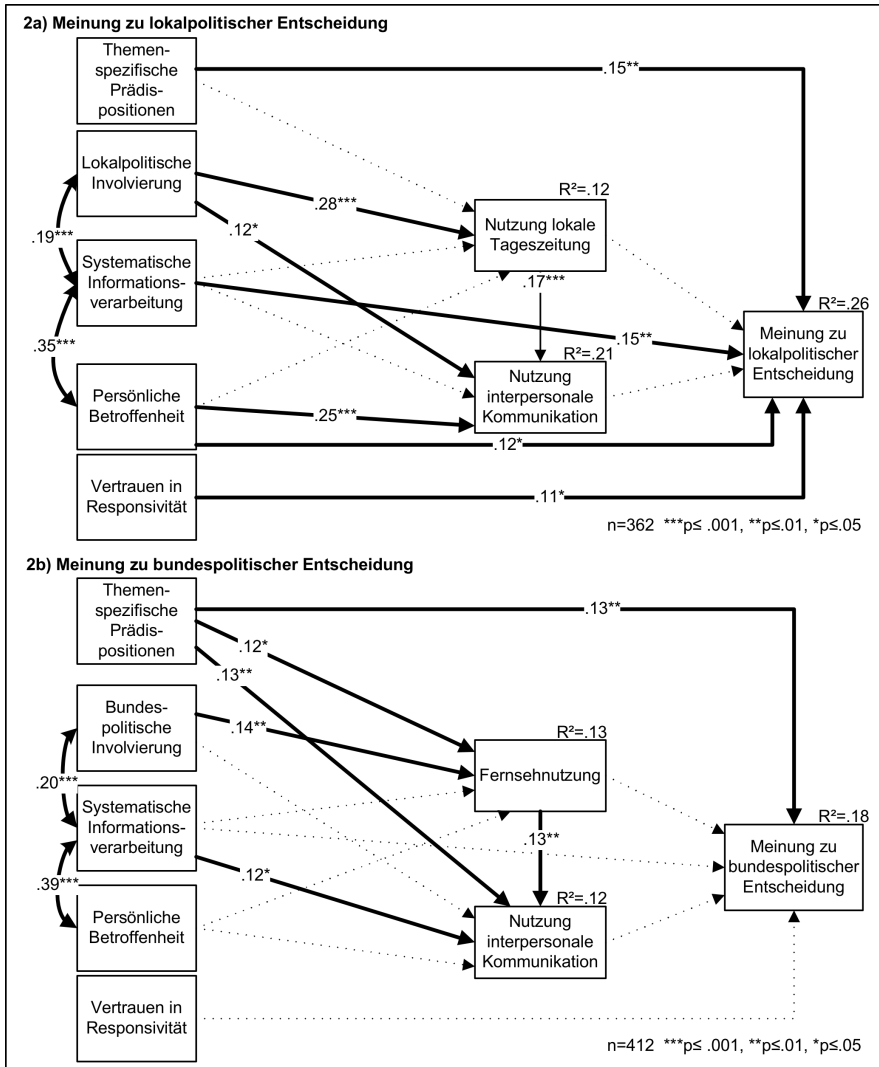 2a) Meinung zu lokalpolitischer Entscheidung
Themen-
spezifische
Prädis-
positionen
.15**
Lokalpolitische
Involvierung
.28***
.12*
R²=.12
Nutzung lokale
Tageszeitung
.19***
Systematische
Informations-
verarbeitung
.17***
.15**
R²=.26
Meinung zu
lokalpolitischer
Entscheidung
.35***
R²=.21
Nutzung
interpersonale
Kommunikation
Persönliche
Betroffenheit
.25***
.12*
Vertrauen in
Responsivität
.11*
n=362 ***p≤ .001, **p≤.01, *p≤.05
2b) Meinung zu bundespolitischer Entscheidung
Themen-
spezifische
Prädis-
positionen
.13**
.12*
.13**
Bundes-
politische
Involvierung
.14**
R²=.13
Fernsehnutzung
.20***
Systematische
Informations-
verarbeitung
.13**
R²=.18
Meinung zu
bundespolitischer
Entscheidung
.39***
.12*
R²=.12
Nutzung
interpersonale
Kommunikation
Persönliche
Betroffenheit
Vertrauen in
Responsivität
n=412 ***p≤ .001, **p≤.01, *p≤.05